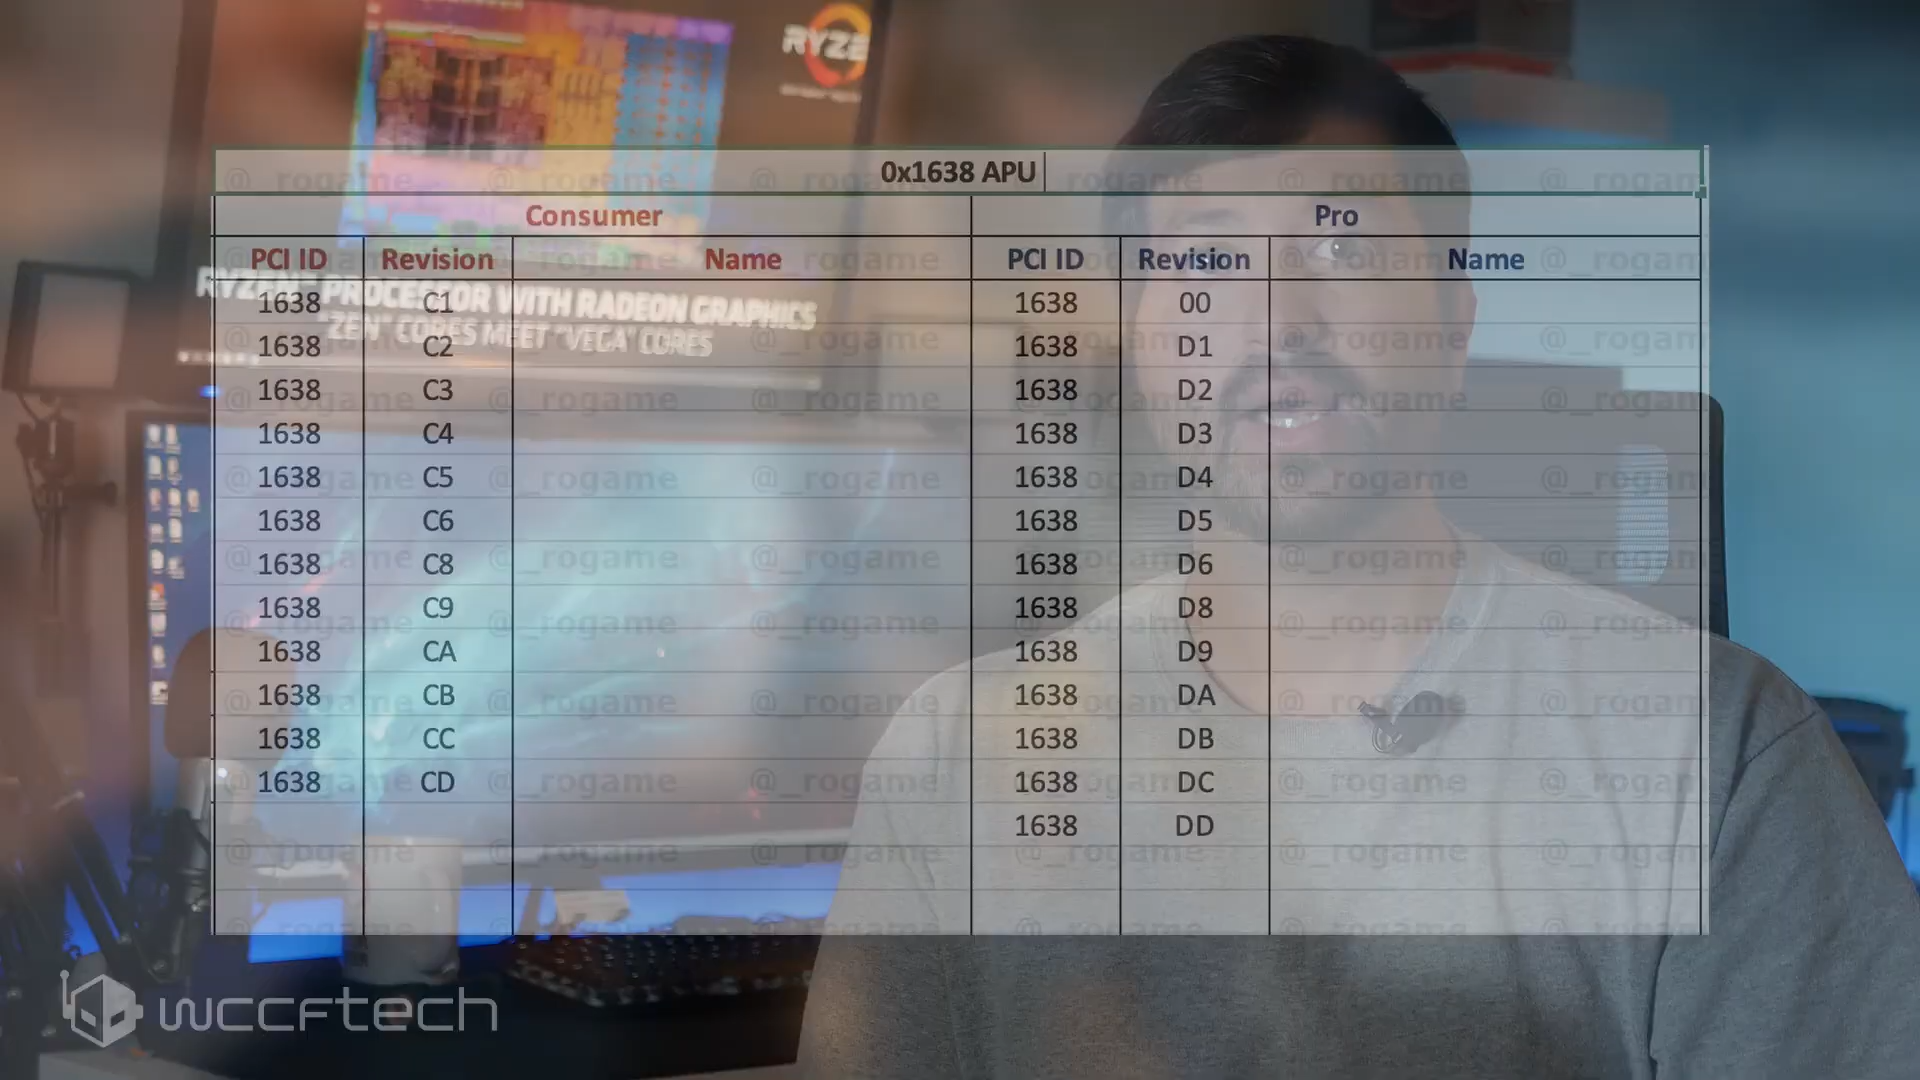 RYZE
0x1638 APU
Consumer Pro
PCI ID Revision Name PCI ID Revision Name
RYZEN PROCESSOR WITH RADEON GRAPHICS
"ZEN" CORES MEET "VEGA" CORES
1638 C1 1638 00
1638 C2 1638 D1
1638 C3 1638 D2
1638 C4 1638 D3
1638 C5 1638 D4
1638 C6 1638 D5
1638 C8 1638 D6
1638 C9 1638 D8
1638 CA 1638 D9
1638 CB 1638 DA
1638 CC 1638 DB
1638 CD 1638 DC
1638 DD
@_rogame
wccftech